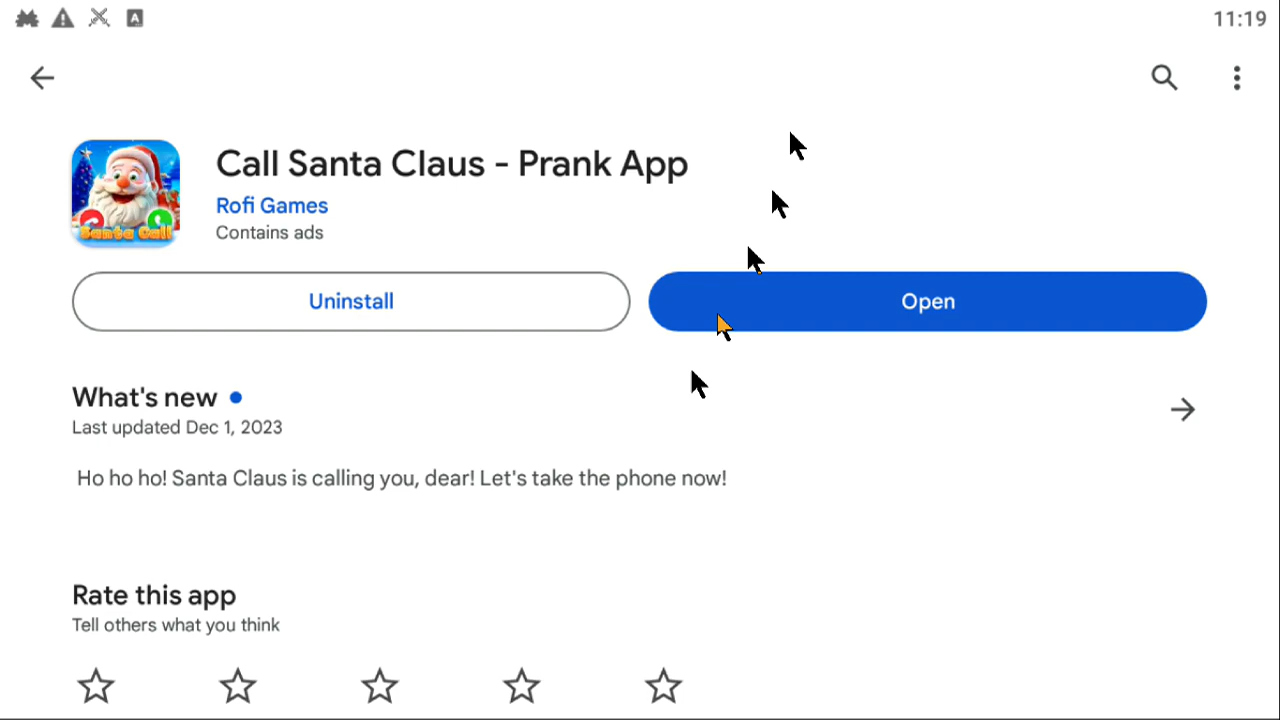 A
11:19
Call Santa Claus - Prank App
Santa Call
Rofi Games
Contains ads
Uninstall
Open
What's new
Last updated Dec 1, 2023
Ho ho ho! Santa Claus is calling you, dear! Let's take the phone now!
Rate this app
Tell others what you think